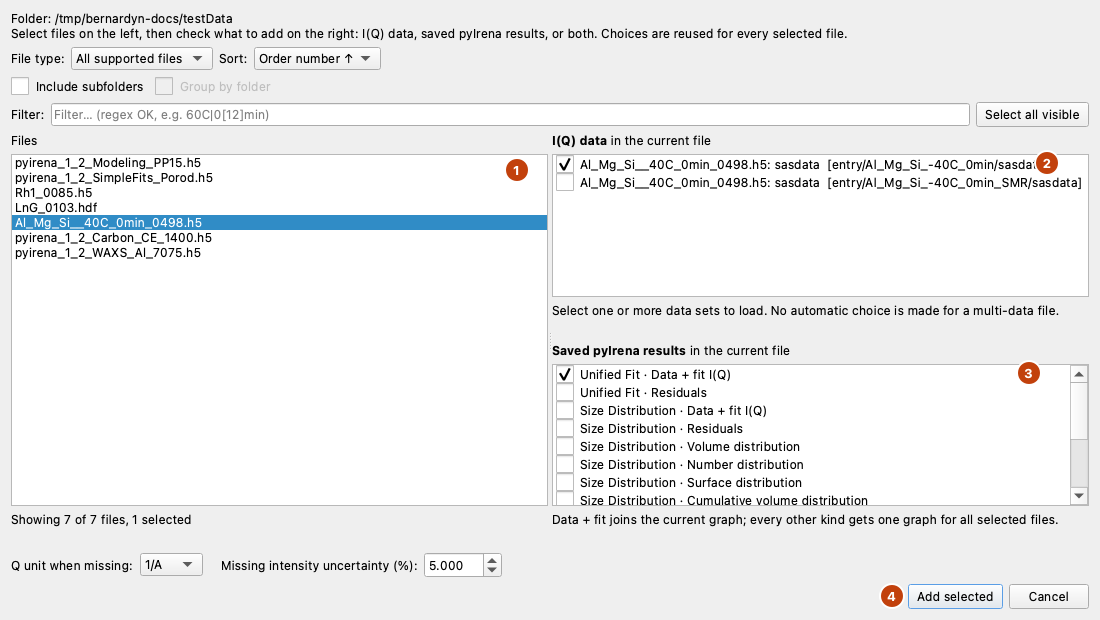 Folder: /tmp/bernardyn-docs/testData
Select files on the left, then check what to add on the right: I(Q) data, saved pyIrena results, or both. Choices are reused for every selected file.
File type: All supported files Sort: Order number ↑
Include subfolders Group by folder
Filter: Filter... (regex OK, e.g. 60C|0[12]min) Select all visible
Files
pyirena_1_2_Modeling_PP15.h5
pyirena_1_2_SimpleFits_Porod.h5
Rh1_0085.h5
LnG_0103.hdf
Al_Mg_Si__40C_0min_0498.h5
pyirena_1_2_Carbon_CE_1400.h5
pyirena_1_2_WAXS_Al_7075.h5
1
Showing 7 of 7 files, 1 selected
I(Q) data in the current file
Al_Mg_Si__40C_0min_0498.h5: sasdata [entry/Al_Mg_Si_-40C_0min/sasdat
2
Al_Mg_Si__40C_0min_0498.h5: sasdata [entry/Al_Mg_Si_-40C_0min_SMR/sasdata]
Select one or more data sets to load. No automatic choice is made for a multi-data file.
Saved pyIrena results in the current file
Unified Fit · Data + fit I(Q)
3
Unified Fit · Residuals
Size Distribution · Data + fit I(Q)
Size Distribution · Residuals
Size Distribution · Volume distribution
Size Distribution · Number distribution
Size Distribution · Surface distribution
Size Distribution · Cumulative volume distribution
Data + fit joins the current graph; every other kind gets one graph for all selected files.
Q unit when missing: 1/A Missing intensity uncertainty (%): 5.000
4 Add selected Cancel